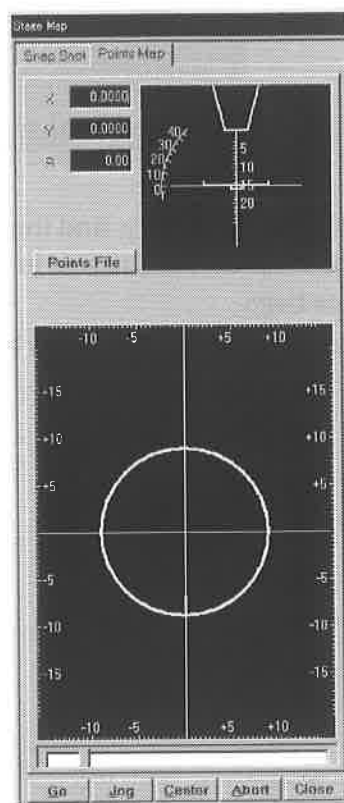 Stage Map
Snap Shot Points Map
X 0.0000
Y 0.0000
R 0.00
Points File
40
30
20
10
0
5
10
15
20
-10 -5 +5 +10
+15 +15
+10 +10
+5 +5
-5 -5
-10 -10
-15 -15
-10 -5 +5 +10
Go Jog Center Abort Close